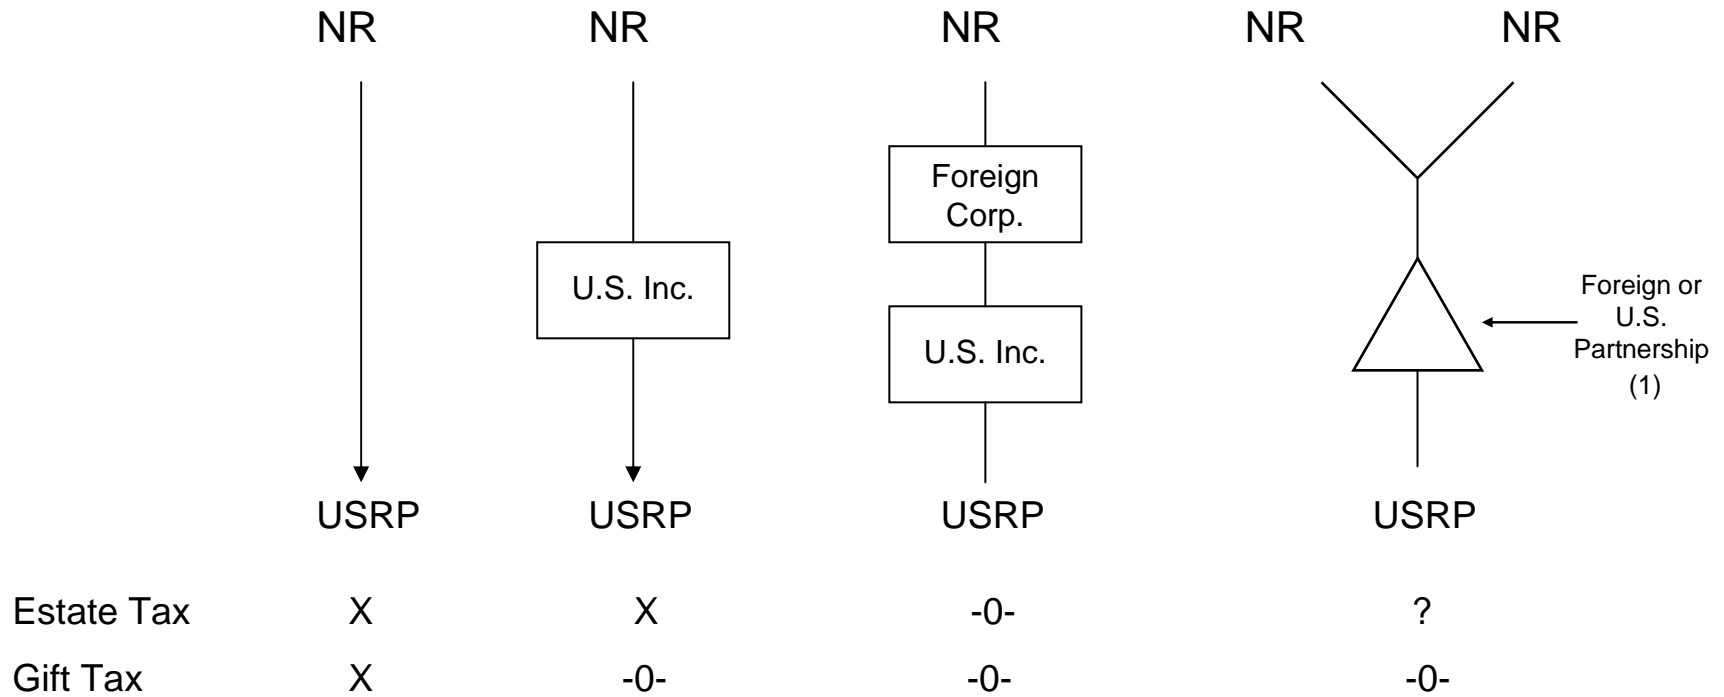 NR NR NR NR NR
Foreign
Corp.
U.S. Inc.
U.S. Inc.
Foreign or
U.S.
Partnership
(1)
USRP USRP USRP USRP
Estate Tax X X -0- ?
Gift Tax X -0- -0- -0-